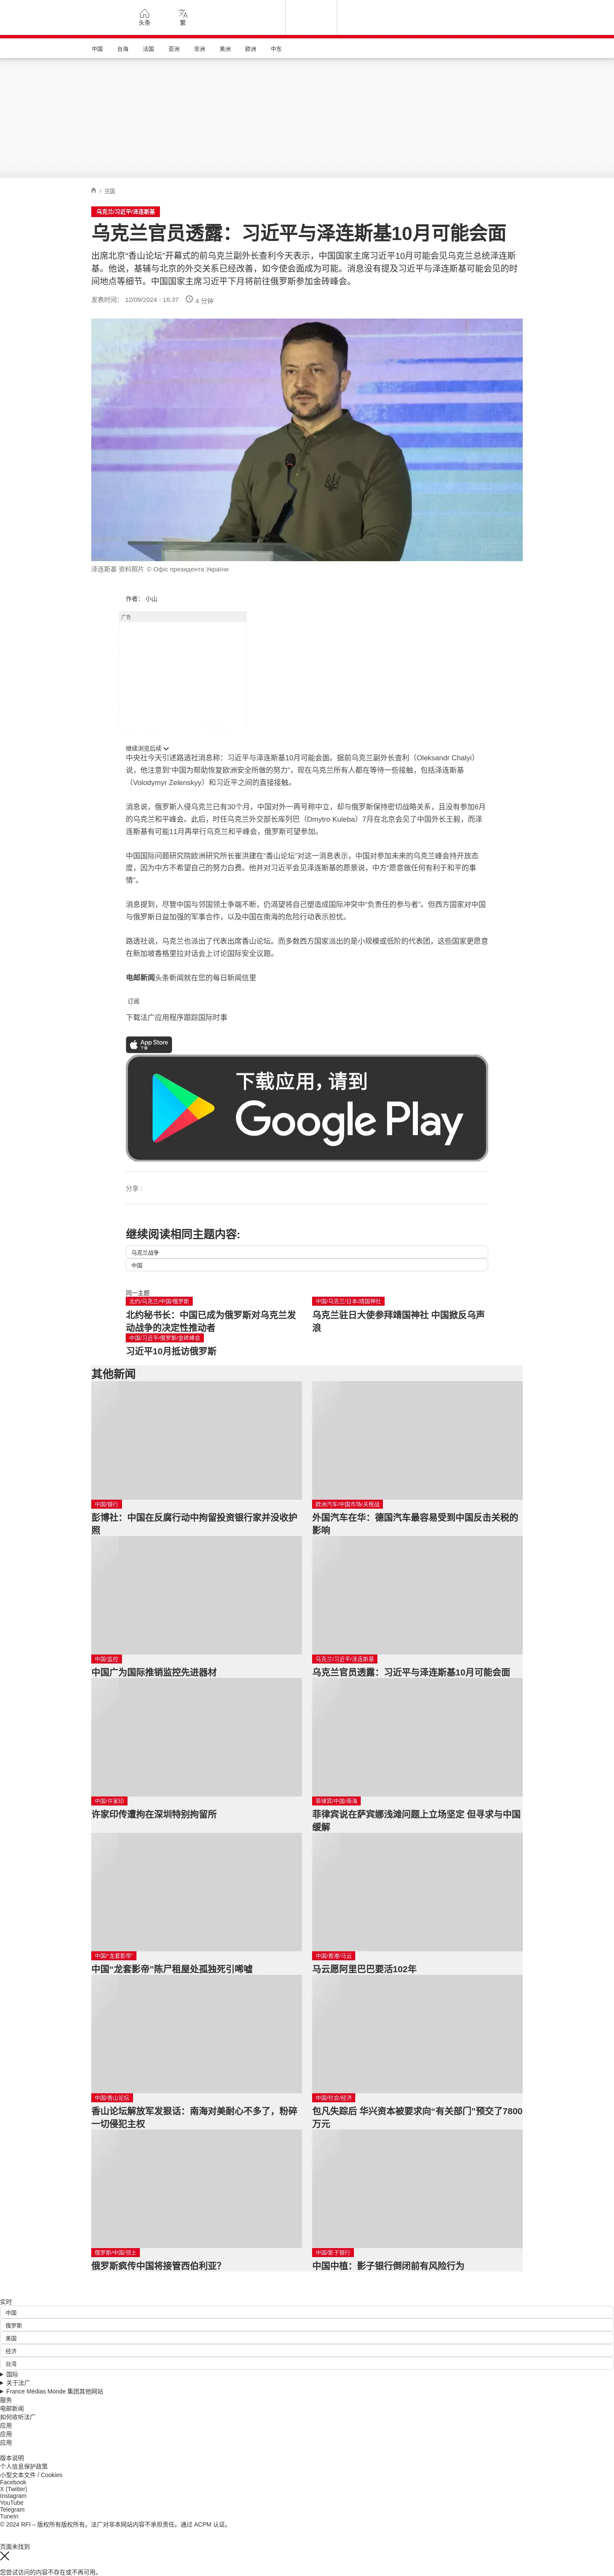 头条
繁
中国 台海 法国 亚洲 非洲 美洲 欧洲 中东
/ 中国
乌克兰/习近平/泽连斯基
乌克兰官员透露：习近平与泽连斯基10月可能会面
出席北京“香山论坛”开幕式的前乌克兰副外长查利今天表示，中国国家主席习近平10月可能会见乌克兰总统泽连斯
基。他说，基辅与北京的外交关系已经改善，如今使会面成为可能。消息没有提及习近平与泽连斯基可能会见的时
间地点等细节。中国国家主席习近平下月将前往俄罗斯参加金砖峰会。
发表时间： 12/09/2024 - 16:37 4 分钟
泽连斯基 资料照片 © Офіс президента України
作者： 小山
广告
继续浏览后续
中央社今天引述路透社消息称：习近平与泽连斯基10月可能会面。据前乌克兰副外长查利（Oleksandr Chalyi）
说，他注意到“中国为帮助恢复欧洲安全所做的努力”，现在乌克兰所有人都在等待一些接触，包括泽连斯基
（Volodymyr Zelenskyy）和习近平之间的直接接触。
消息说，俄罗斯入侵乌克兰已有30个月，中国对外一再号称中立，却与俄罗斯保持密切战略关系，且没有参加6月
的乌克兰和平峰会。此后，时任乌克兰外交部长库列巴（Dmytro Kuleba）7月在北京会见了中国外长王毅，而泽
连斯基有可能11月再举行乌克兰和平峰会，俄罗斯可望参加。
中国国际问题研究院欧洲研究所长崔洪建在“香山论坛”对这一消息表示，中国对参加未来的乌克兰峰会持开放态
度，因为中方不希望自己的努力白费。他并对习近平会见泽连斯基的愿景说，中方“愿意做任何有利于和平的事
情”。
消息提到，尽管中国与邻国领土争端不断，仍渴望将自己塑造成国际冲突中“负责任的参与者”。但西方国家对中国
与俄罗斯日益加强的军事合作，以及中国在南海的危险行动表示担忧。
路透社说，乌克兰也派出了代表出席香山论坛。而多数西方国家派出的是小规模或低阶的代表团，这些国家更愿意
在新加坡香格里拉对话会上讨论国际安全议题。
电邮新闻头条新闻就在您的每日新闻信里
订阅
下载法广应用程序跟踪国际时事
App Store
下载
下载应用，请到
Google Play
分享 :
继续阅读相同主题内容:
乌克兰战争
中国
同一主题
北约/乌克兰/中国/俄罗斯
北约秘书长：中国已成为俄罗斯对乌克兰发
动战争的决定性推动者
中国/乌克兰/日本/靖国神社
乌克兰驻日大使参拜靖国神社 中国掀反乌声
浪
中国/习近平/俄罗斯/金砖峰会
习近平10月抵访俄罗斯
其他新闻
中国/银行
彭博社：中国在反腐行动中拘留投资银行家并没收护
照
欧洲汽车/中国市场/关税战
外国汽车在华：德国汽车最容易受到中国反击关税的
影响
中国/监控
中国广为国际推销监控先进器材
乌克兰/习近平/泽连斯基
乌克兰官员透露：习近平与泽连斯基10月可能会面
中国/许家印
许家印传遭拘在深圳特别拘留所
菲律宾/中国/南海
菲律宾说在萨宾娜浅滩问题上立场坚定 但寻求与中国
缓解
中国/“龙套影帝”
中国“龙套影帝”陈尸租屋处孤独死引唏嘘
中国/香港/马云
马云愿阿里巴巴要活102年
中国/香山论坛
香山论坛解放军发狠话：南海对美耐心不多了，粉碎
一切侵犯主权
中国/社会/经济
包凡失踪后 华兴资本被要求向“有关部门”预交了7800
万元
俄罗斯/中国/领土
俄罗斯疯传中国将接管西伯利亚？
中国/影子银行
中国中植：影子银行倒闭前有风险行为
实时
中国
俄罗斯
美国
经济
台湾
国际
关于法广
France Médias Monde 集团其他网站
服务
电邮新闻
如何收听法广
应用
应用
应用
版本说明
个人信息保护政策
小型文本文件 / Cookies
Facebook
X (Twitter)
Instagram
YouTube
Telegram
TuneIn
© 2024 RFI – 版权所有版权所有。法广对非本网站内容不承担责任。通过 ACPM 认证。
页面未找到
您尝试访问的内容不存在或不再可用。